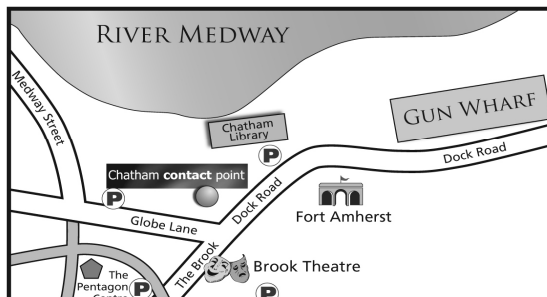 RIVER MEDWAY
Medway Street
GUN WHARF
Chatham
Library
P
Dock Road
Chatham contact point
P
Dock Road
Fort Amherst
Globe Lane
The Brook
Brook Theatre
The
Pentagon
Centre
P
P